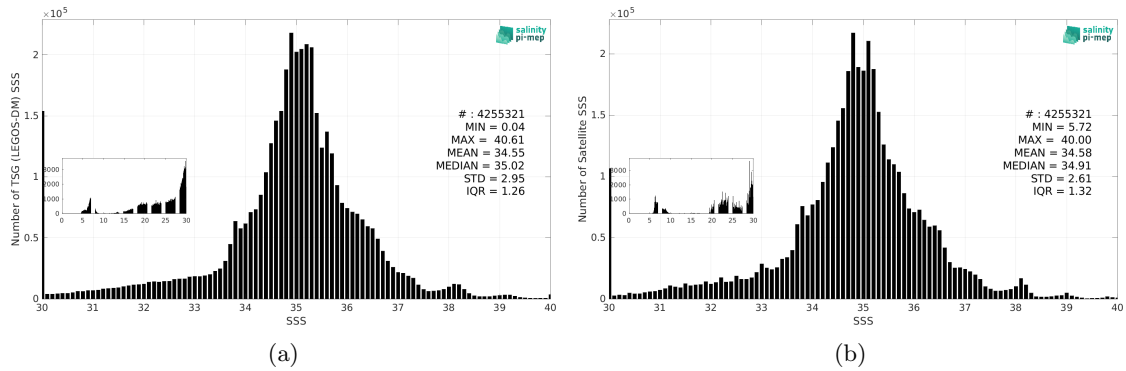 ×10⁵
2
1.5
1
0.5
0
Number of TSG (LEGOS-DM) SSS
salinity
pi-mep
# : 4255321
MIN = 0.04
MAX = 40.61
MEAN = 34.55
MEDIAN = 35.02
STD = 2.95
IQR = 1.26
3000
2000
1000
0
0 5 10 15 20 25 30
30 31 32 33 34 35 36 37 38 39 40
SSS
(a)
×10⁵
2
1.5
1
0.5
0
Number of Satellite SSS
salinity
pi-mep
# : 4255321
MIN = 5.72
MAX = 40.00
MEAN = 34.58
MEDIAN = 34.91
STD = 2.61
IQR = 1.32
3000
2000
1000
0
0 5 10 15 20 25 30
30 31 32 33 34 35 36 37 38 39 40
SSS
(b)